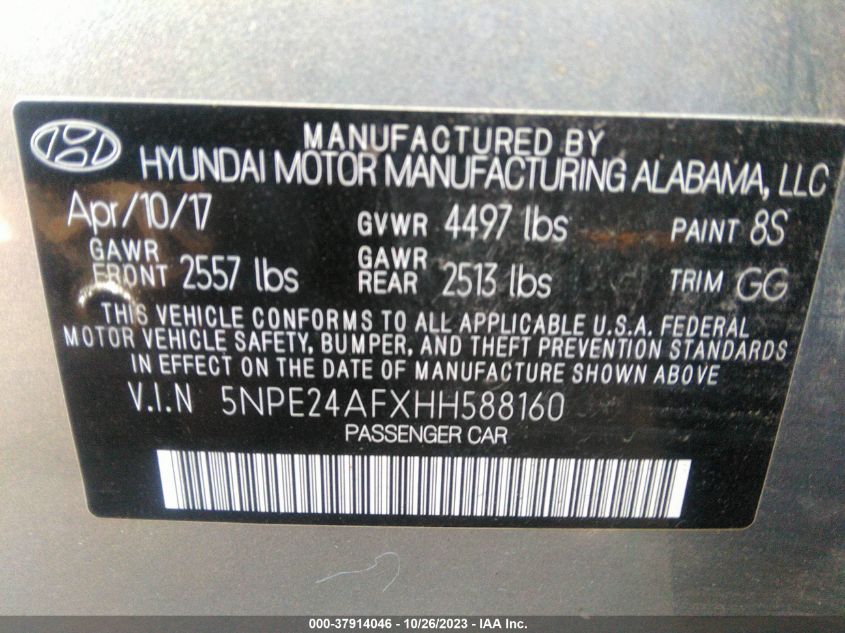 MANUFACTURED BY
HYUNDAI MOTOR MANUFACTURING ALABAMA, LLC
Apr/10/17 GVWR 4497 lbs PAINT 8S
GAWR FRONT 2557 lbs GAWR REAR 2513 lbs TRIM GG
THIS VEHICLE CONFORMS TO ALL APPLICABLE U.S.A. FEDERAL
MOTOR VEHICLE SAFETY, BUMPER, AND THEFT PREVENTION STANDARDS
IN EFFECT ON THE DATE OF MANUFACTURE SHOWN ABOVE
V.I.N 5NPE24AFXHH588160
PASSENGER CAR
000-37914046 - 10/26/2023 - IAA Inc.